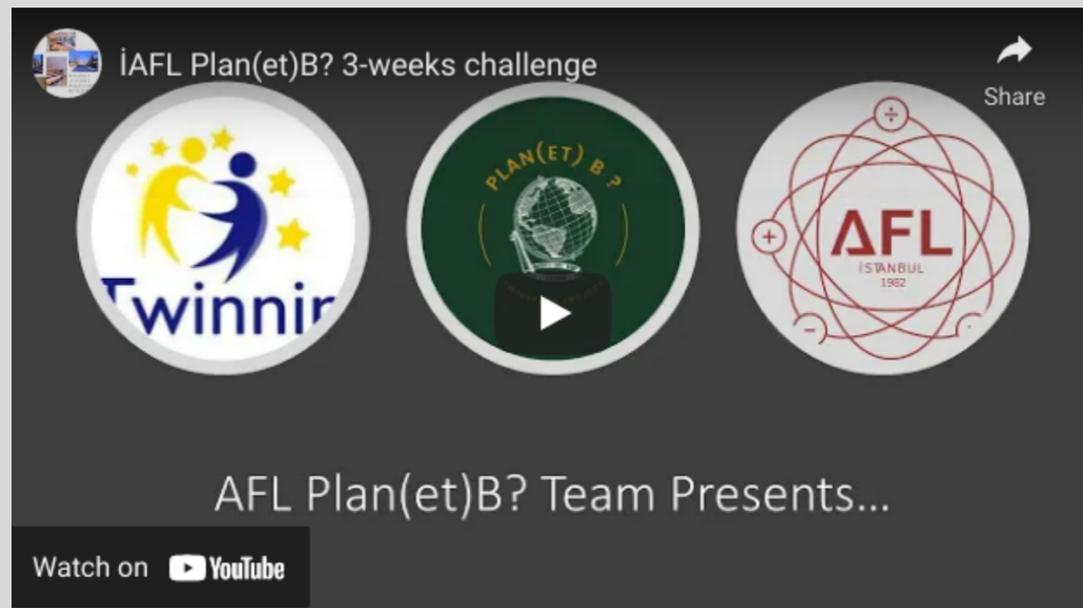 İAFL Plan(et)B? 3-weeks challenge
Share
Twinnin
PLAN(ET) B ?
AFL
İSTANBUL
1982
AFL Plan(et)B? Team Presents...
Watch on YouTube